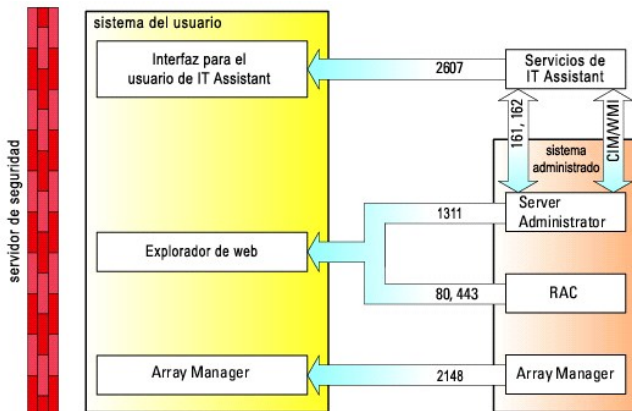 sistema del usuario
servidor de seguridad
Interfaz para el
usuario de IT Assistant
2607
Servicios de
IT Assistant
161, 162
CIM/WMI
sistema
administrado
Explorador de web
1311
Server
Administrator
80, 443
RAC
Array Manager
2148
Array Manager